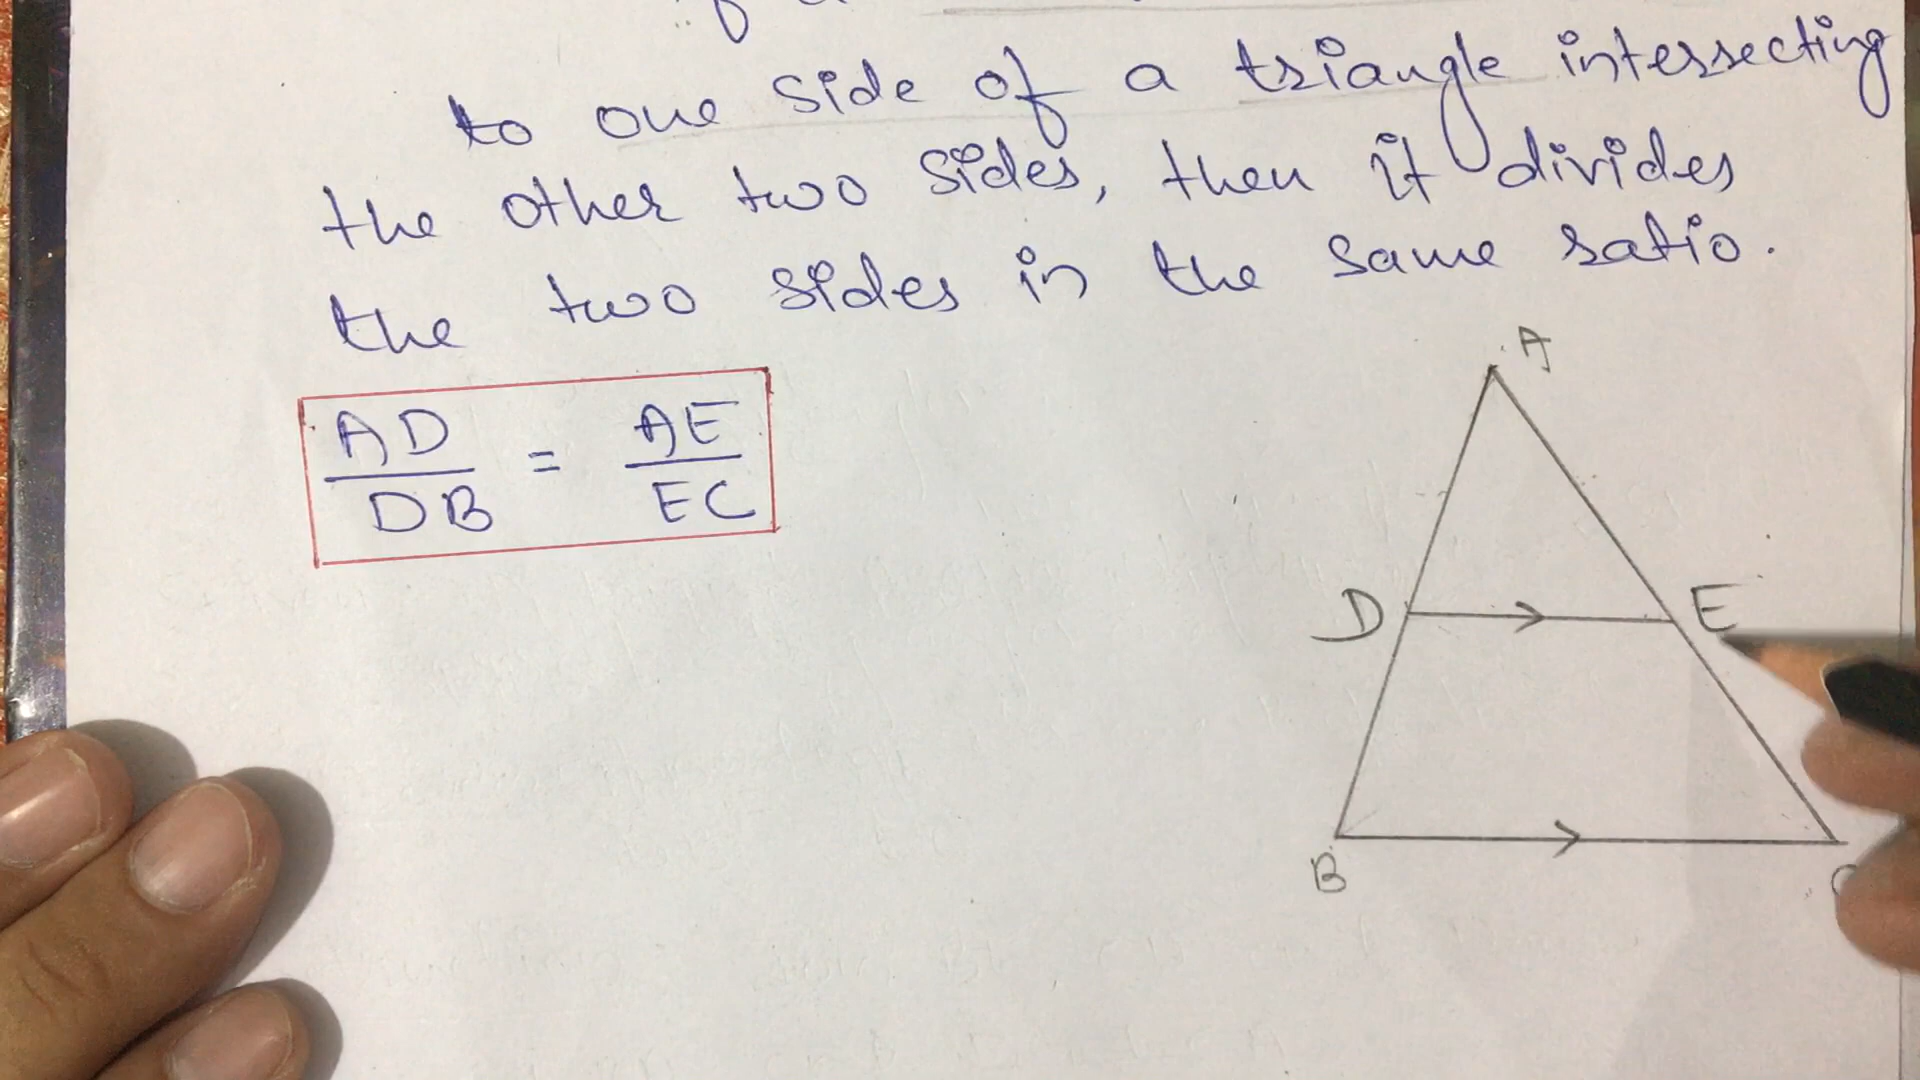 to one side of a triangle intersecting
the other two sides, then it divides
the two sides in the same ratio.
AD/DB = AE/EC
A
D E
B